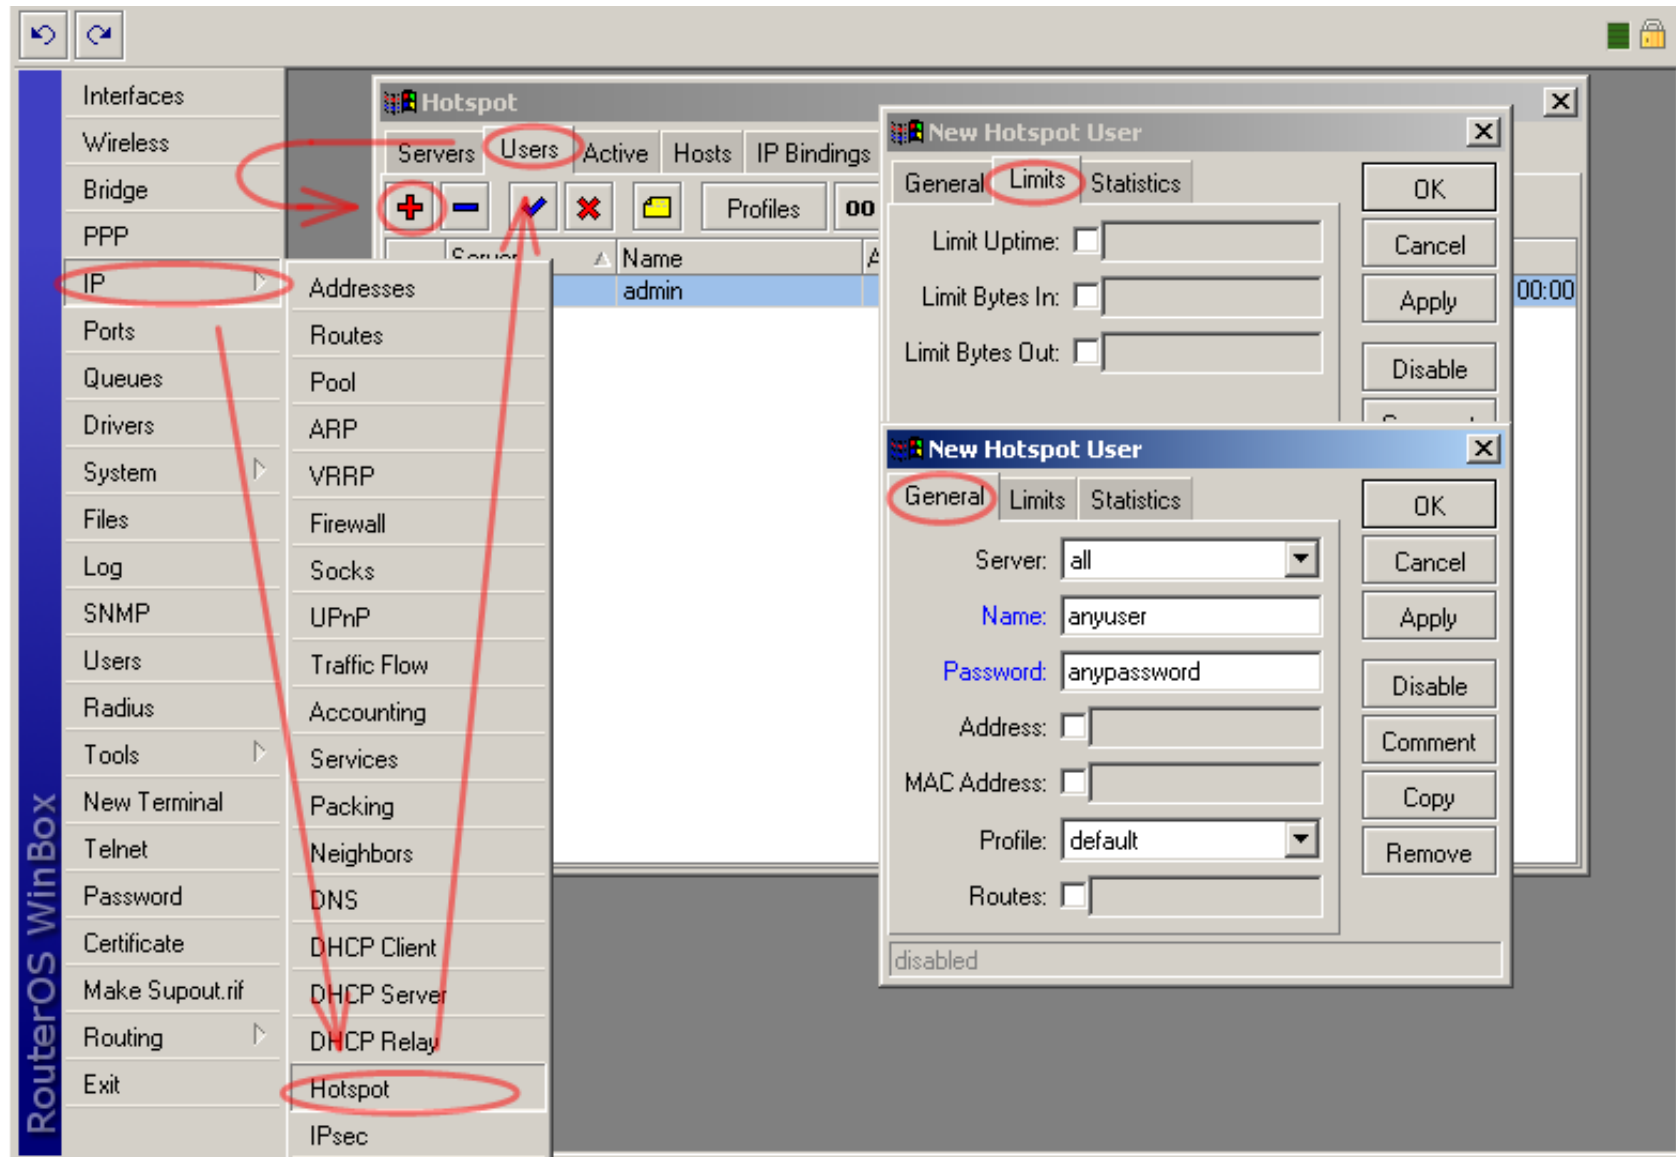 RouterOS WinBox
Interfaces
Wireless
Bridge
PPP
IP
Ports
Queues
Drivers
System
Files
Log
SNMP
Users
Radius
Tools
New Terminal
Telnet
Password
Certificate
Make Supout.rif
Routing
Exit
Addresses
Routes
Pool
ARP
VRRP
Firewall
Socks
UPnP
Traffic Flow
Accounting
Services
Packing
Neighbors
DNS
DHCP Client
DHCP Server
DHCP Relay
Hotspot
IPsec
Hotspot
Servers Users Active Hosts IP Bindings
Profiles 00
Server Name A
admin 00:00
New Hotspot User
General Limits Statistics
Limit Uptime:
Limit Bytes In:
Limit Bytes Out:
OK
Cancel
Apply
Disable
New Hotspot User
General Limits Statistics
Server: all
Name: anyuser
Password: anypassword
Address:
MAC Address:
Profile: default
Routes:
OK
Cancel
Apply
Disable
Comment
Copy
Remove
disabled